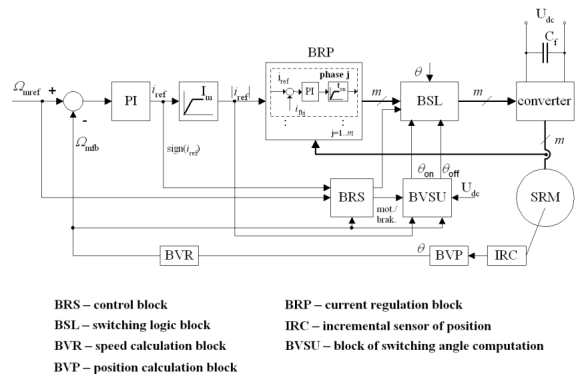 U_dc
C_f
BRP
Ω_mref + i_ref I_m |i_ref| phase j θ
i_ref PI I_m
PI m BSL m converter
i_fbj
- j=1..m
Ω_mfb sign(i_ref) m
θ_on θ_off
U_dc
BRS mot./ brak. BVSU SRM
BVR θ BVP IRC
BRS – control block
BSL – switching logic block
BVR – speed calculation block
BVP – position calculation block
BRP – current regulation block
IRC – incremental sensor of position
BVSU – block of switching angle computation